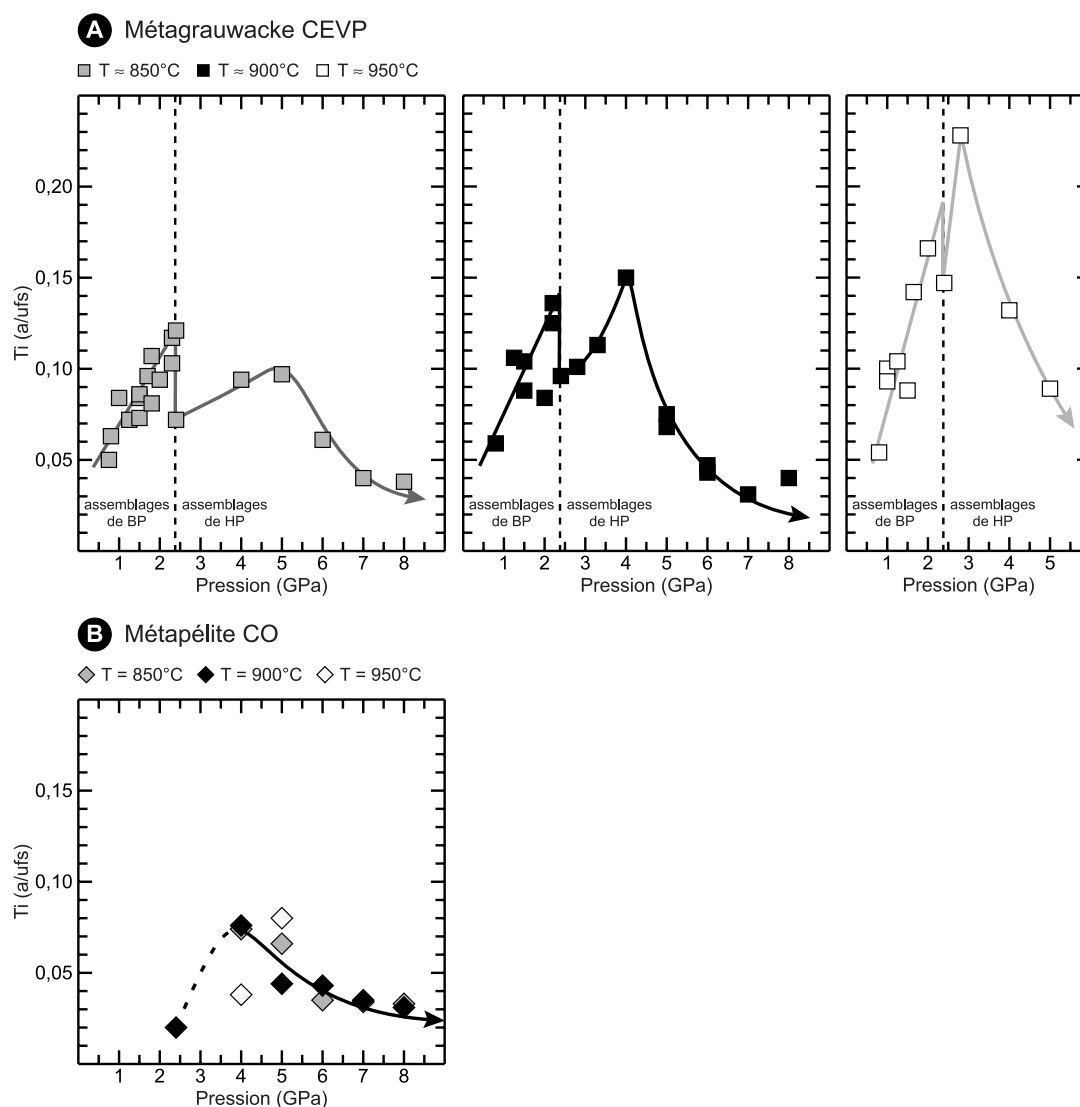 A Métagrauwacke CEVP
T ≈ 850°C T ≈ 900°C T ≈ 950°C
0,20
0,15
0,10
0,05
Ti (a/ufs)
assemblages
de BP
assemblages
de HP
1 2 3 4 5 6 7 8
Pression (GPa)
assemblages
de BP
assemblages
de HP
1 2 3 4 5 6 7 8
Pression (GPa)
assemblages
de BP
assemblages
de HP
1 2 3 4 5
Pression (GPa)
B Métapélite CO
T = 850°C T = 900°C T = 950°C
0,15
0,10
0,05
Ti (a/ufs)
1 2 3 4 5 6 7 8
Pression (GPa)